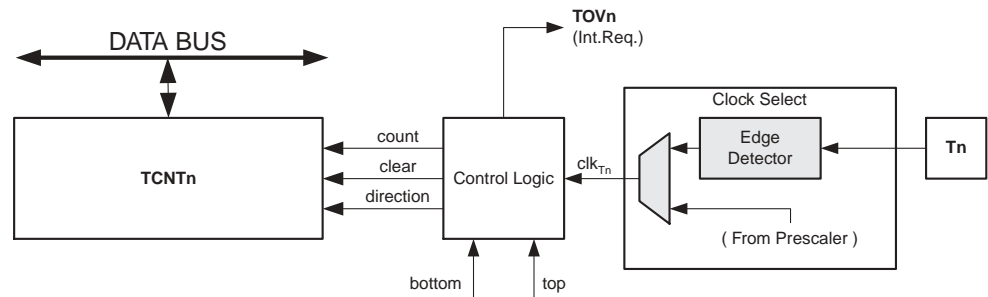 TOVn
(Int.Req.)
DATA BUS
Clock Select
count
Edge
Detector
Tn
TCNTn
clear
Control Logic
clkTn
direction
( From Prescaler )
bottom
top